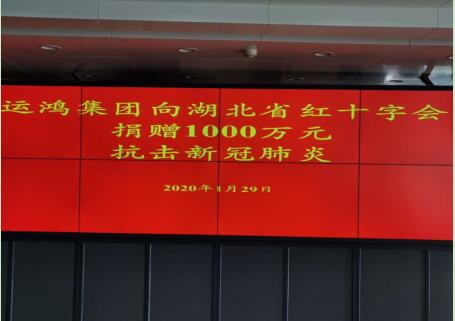 运鸿集团向湖北省红十字会
捐赠1000万元
抗击新冠肺炎
2020年1月29日